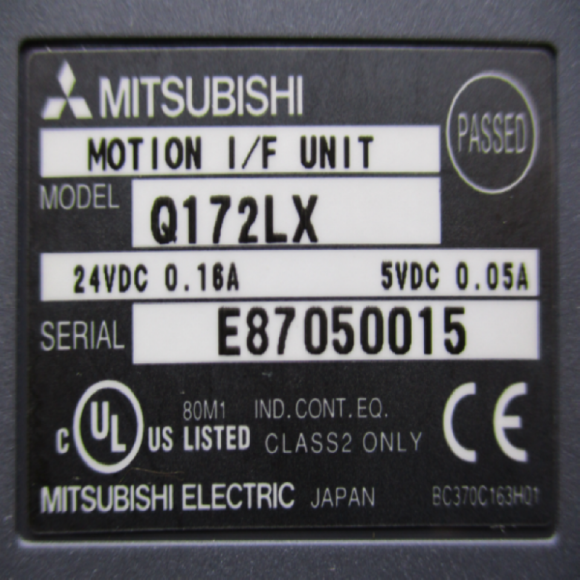 MITSUBISHI
PASSED
MOTION I/F UNIT
MODEL Q172LX
24VDC 0.16A 5VDC 0.05A
SERIAL E87050015
C UL US LISTED 80M1 IND.CONT.EQ.
CLASS2 ONLY
CE
MITSUBISHI ELECTRIC JAPAN BC370C163H01